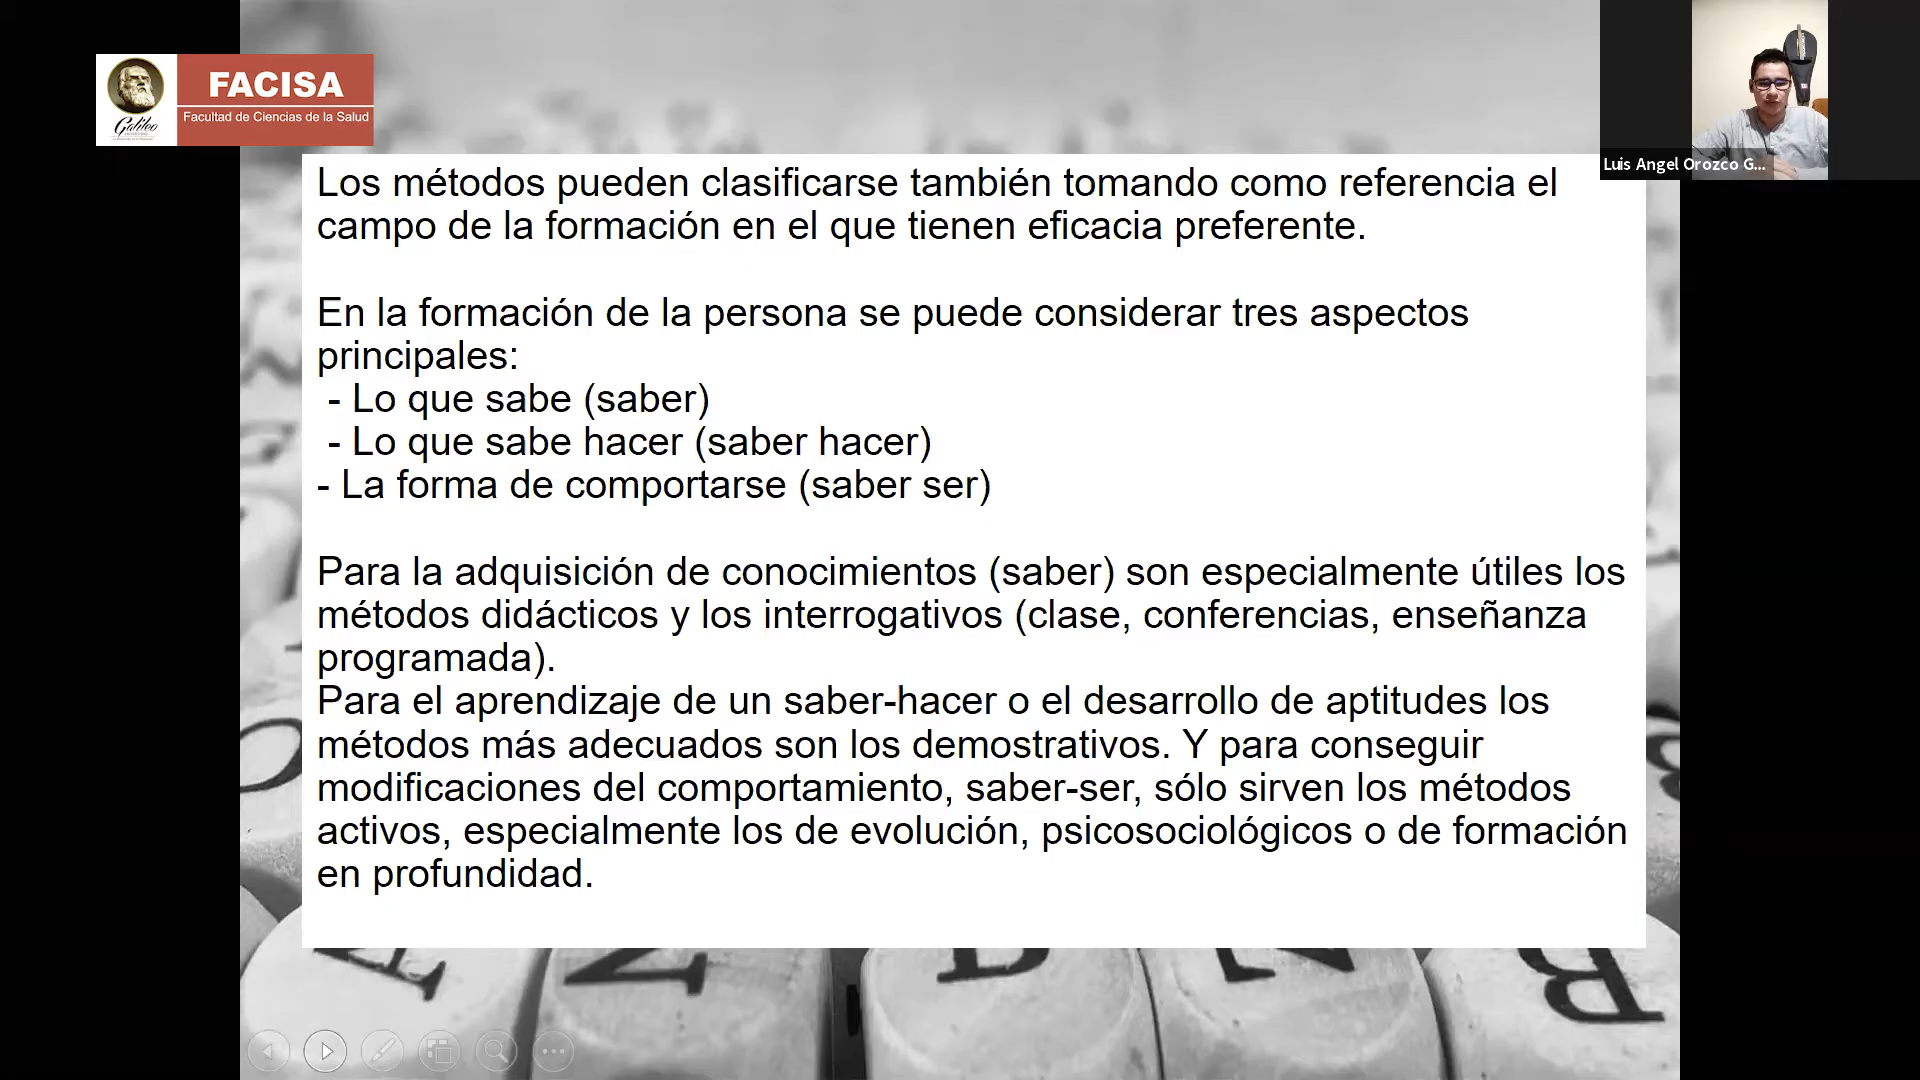 Galileo
FACISA
Facultad de Ciencias de la Salud
Luis Angel Orozco G...
Los métodos pueden clasificarse también tomando como referencia el
campo de la formación en el que tienen eficacia preferente.
En la formación de la persona se puede considerar tres aspectos
principales:
- Lo que sabe (saber)
- Lo que sabe hacer (saber hacer)
- La forma de comportarse (saber ser)
Para la adquisición de conocimientos (saber) son especialmente útiles los
métodos didácticos y los interrogativos (clase, conferencias, enseñanza
programada).
Para el aprendizaje de un saber-hacer o el desarrollo de aptitudes los
métodos más adecuados son los demostrativos. Y para conseguir
modificaciones del comportamiento, saber-ser, sólo sirven los métodos
activos, especialmente los de evolución, psicosociológicos o de formación
en profundidad.